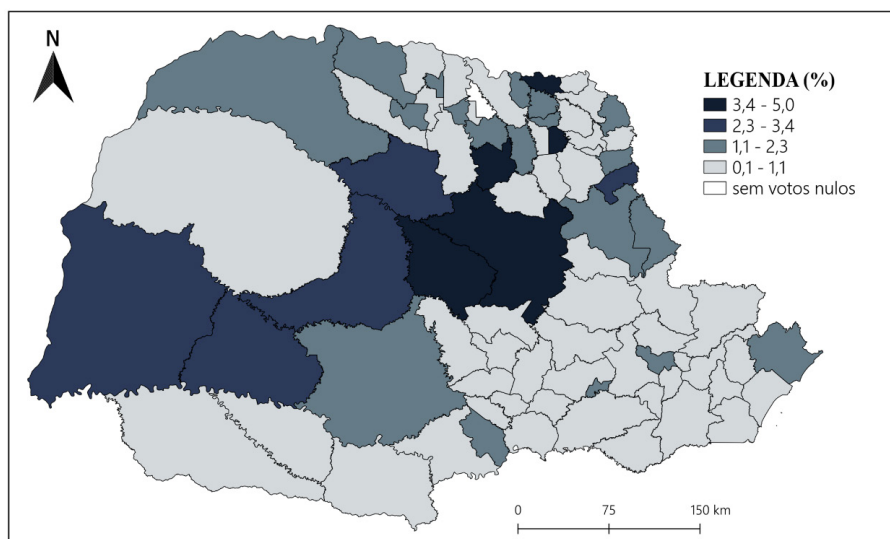 N
LEGENDA (%)
3,4 - 5,0
2,3 - 3,4
1,1 - 2,3
0,1 - 1,1
sem votos nulos
0 75 150 km